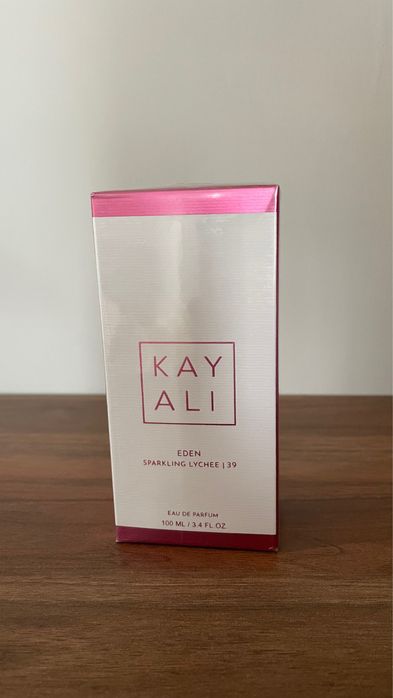 KAY
ALI
EDEN
SPARKLING LYCHEE | 39
EAU DE PARFUM
100 ML / 3.4 FL OZ